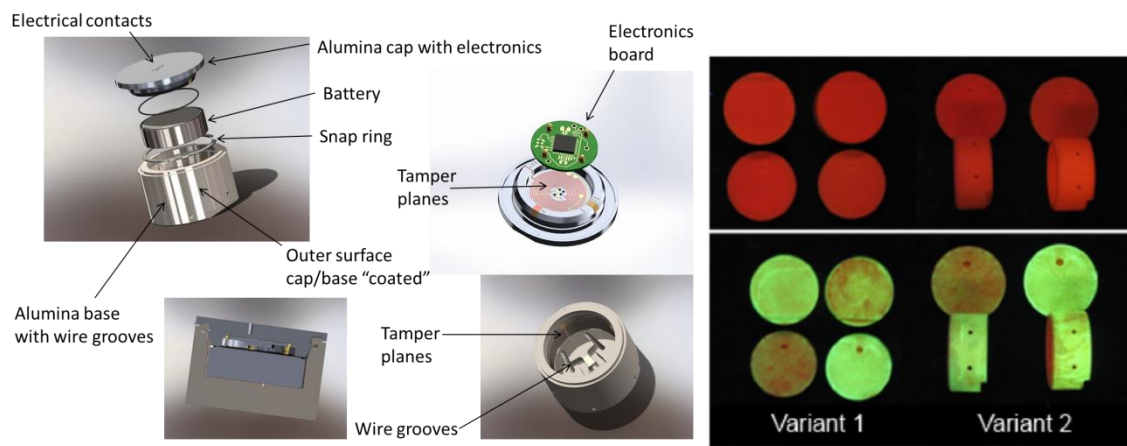 Electrical contacts
Alumina cap with electronics
Battery
Snap ring
Outer surface
cap/base “coated”
Alumina base
with wire grooves
Electronics
board
Tamper
planes
Tamper
planes
Wire grooves
Variant 1
Variant 2